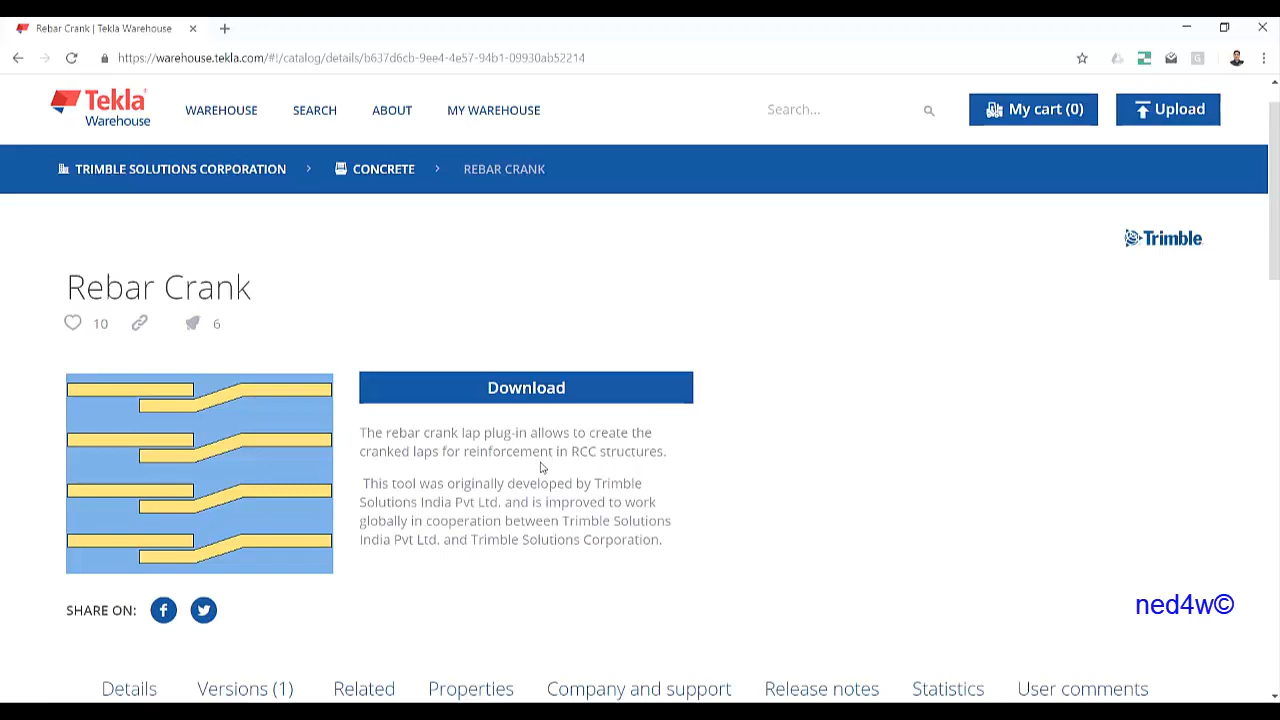 Rebar Crank | Tekla Warehouse
https://warehouse.tekla.com/#!/catalog/details/b637d6cb-9ee4-4e57-94b1-09930ab52214
Tekla Warehouse
WAREHOUSE SEARCH ABOUT MY WAREHOUSE Search... My cart (0) Upload
TRIMBLE SOLUTIONS CORPORATION > CONCRETE > REBAR CRANK
Trimble
Rebar Crank
10 6
Download
The rebar crank lap plug-in allows to create the
cranked laps for reinforcement in RCC structures.
This tool was originally developed by Trimble
Solutions India Pvt Ltd. and is improved to work
globally in cooperation between Trimble Solutions
India Pvt Ltd. and Trimble Solutions Corporation.
SHARE ON:
ned4w©
Details Versions (1) Related Properties Company and support Release notes Statistics User comments